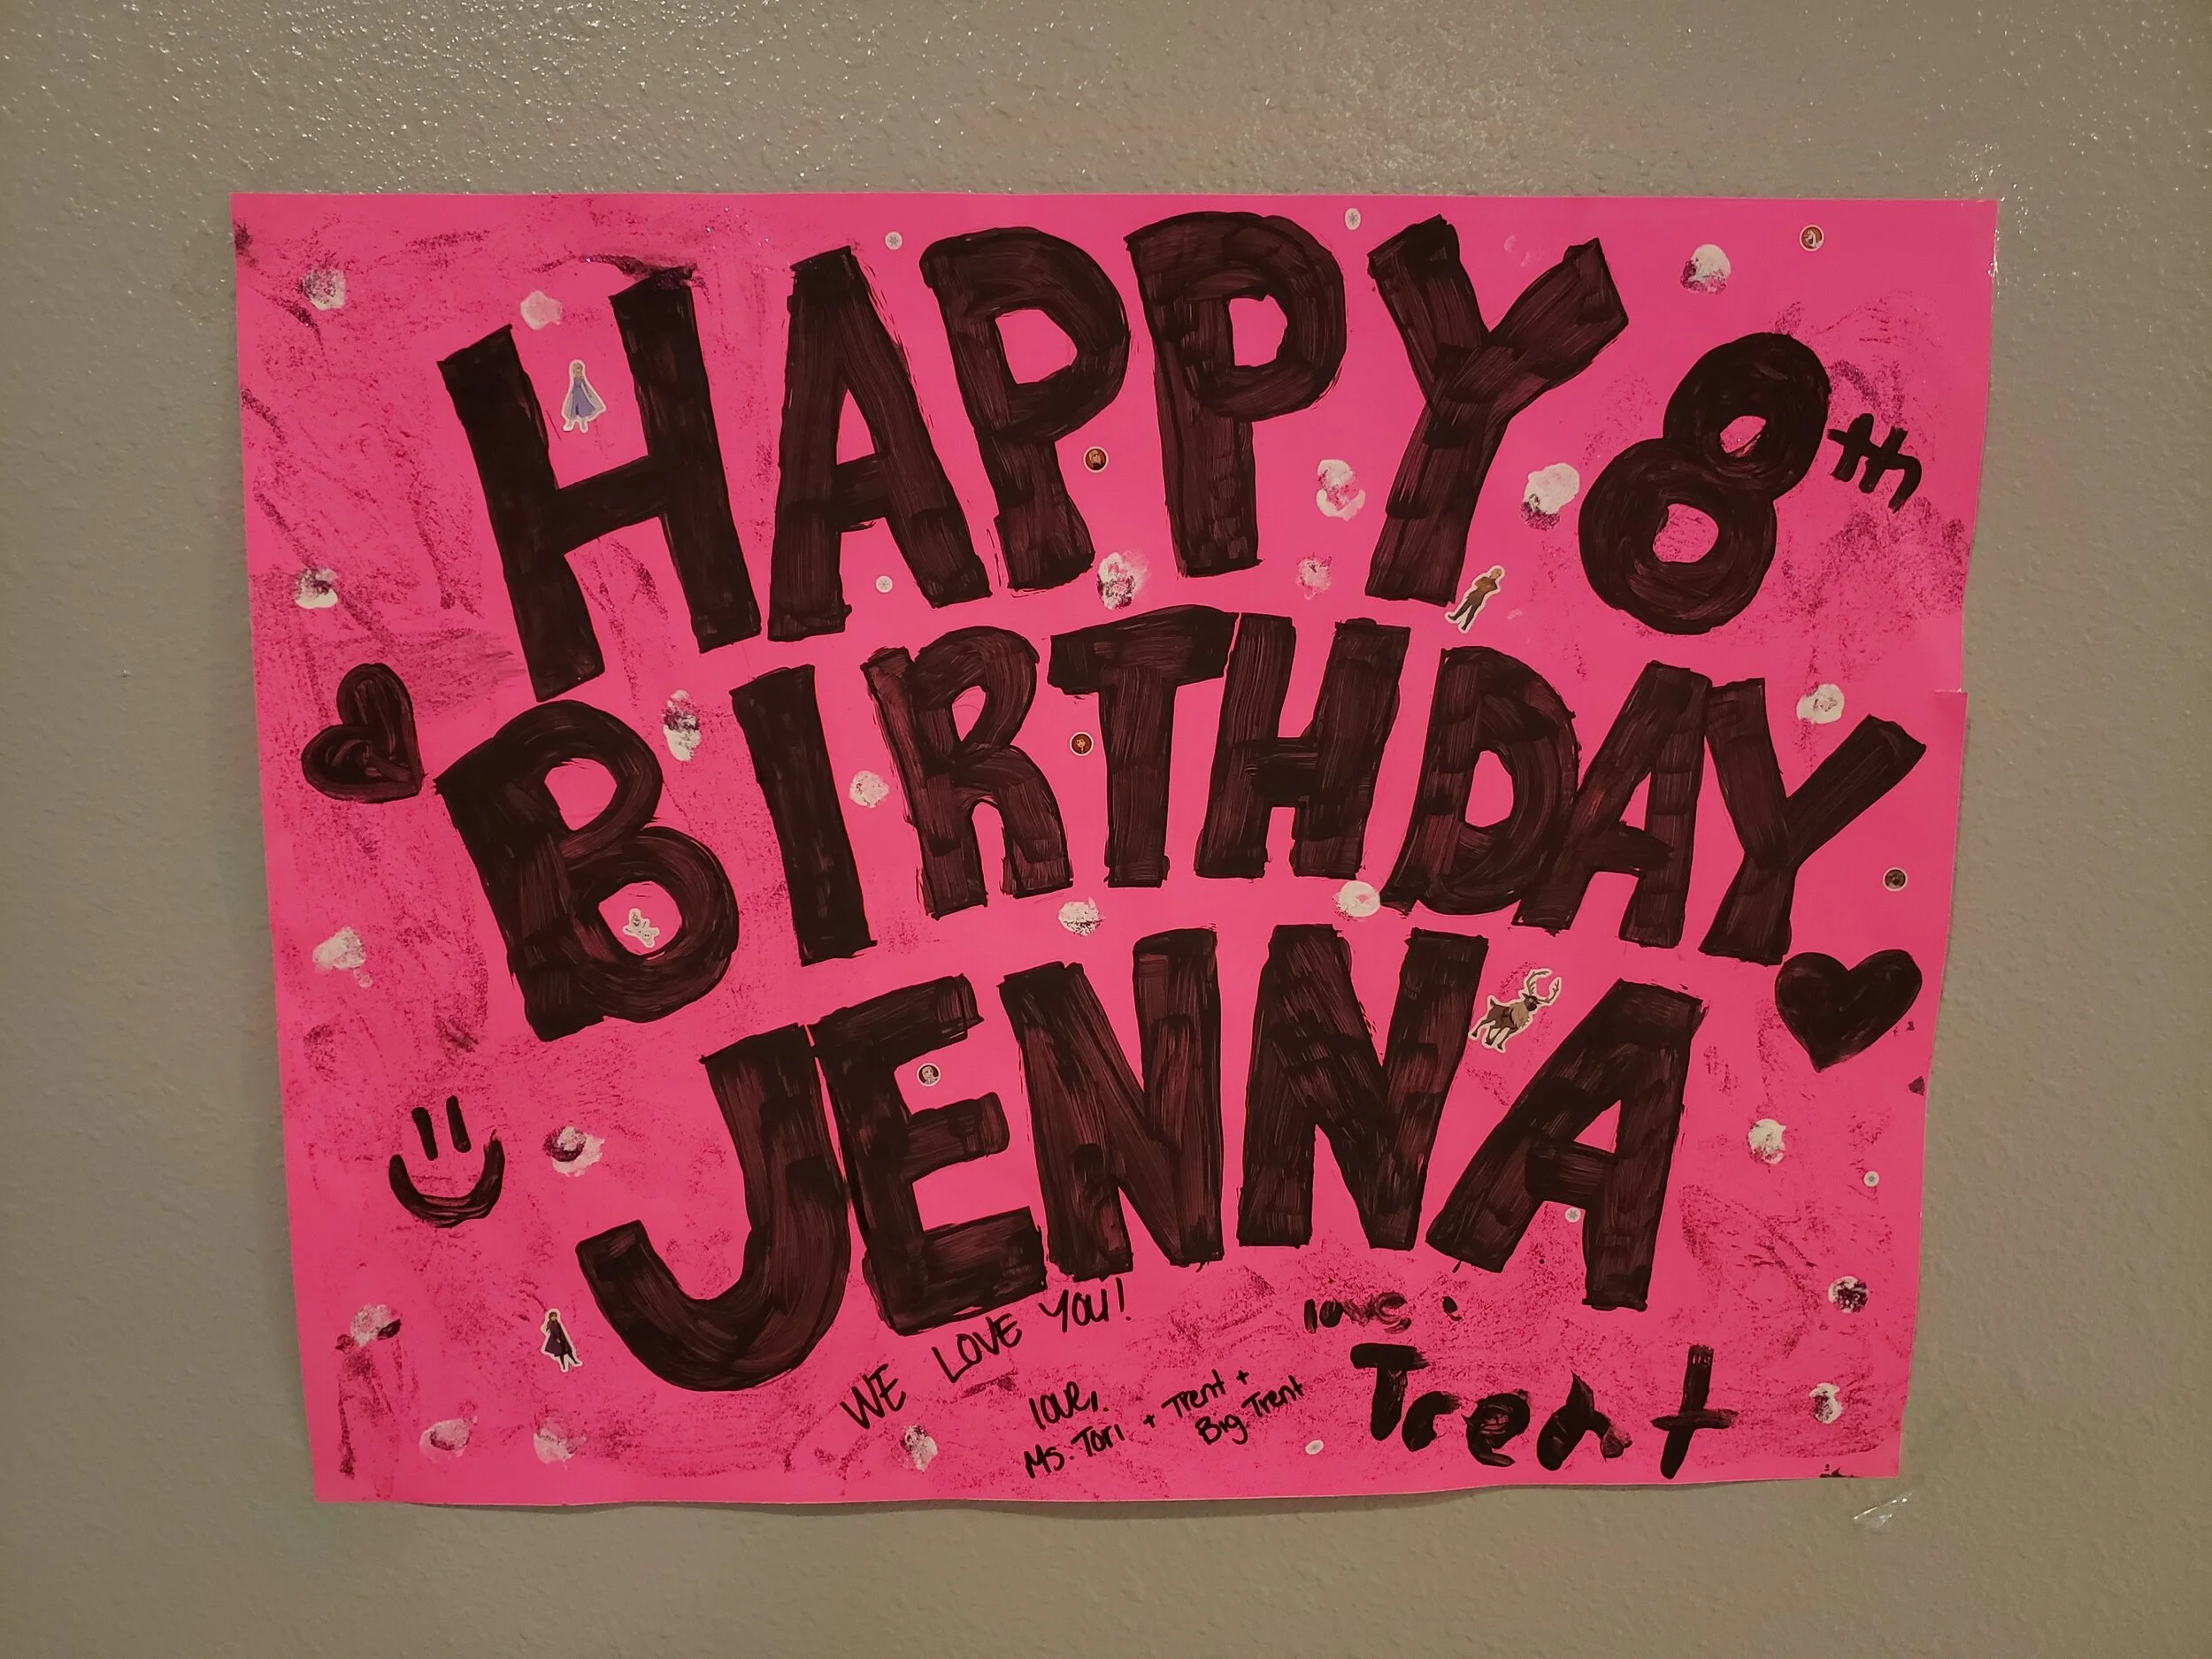 HAPPY 8th
BIRTHDAY
JENNA
WE LOVE YOU!
love,
Ms. Tori + Trent +
Big Trent
love:
Trent